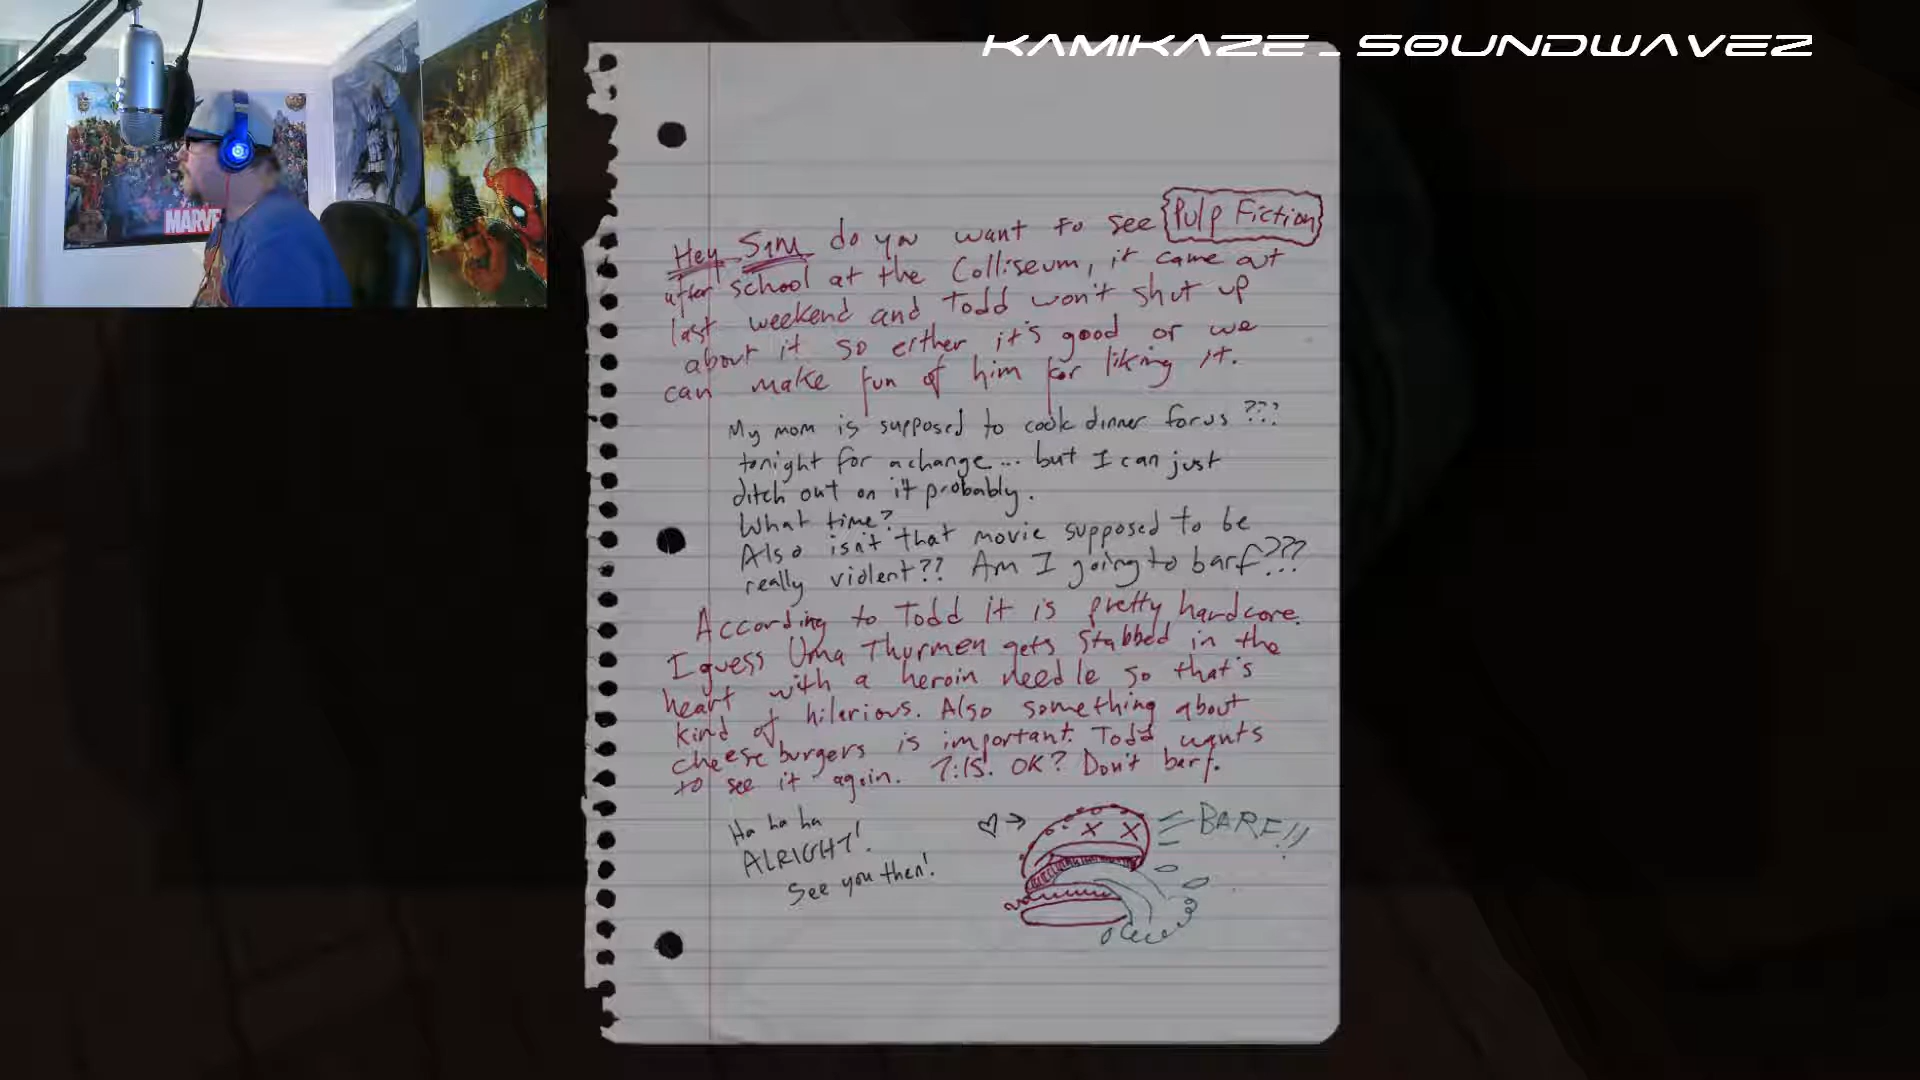 KAMIKAZE_SOUNDWAVEZ
MARVE
Hey SAM do you want to see Pulp Fiction
after school at the Colliseum, it came out
last weekend and Todd won't shut up
about it so either it's good or we
can make fun of him for liking it.
My mom is supposed to cook dinner for us ???
tonight for a change... but I can just
ditch out on it probably.
What time?
Also isn't that movie supposed to be
really violent?? Am I going to barf???
According to Todd it is pretty hardcore.
I guess Uma Thurmen gets stabbed in the
heart with a heroin needle so that's
kind of hilarious. Also something about
cheeseburgers is important. Todd wants
to see it again. 7:15. OK? Don't barf.
Ha ha ha
ALRIGHT!
See you then!
BARF!!